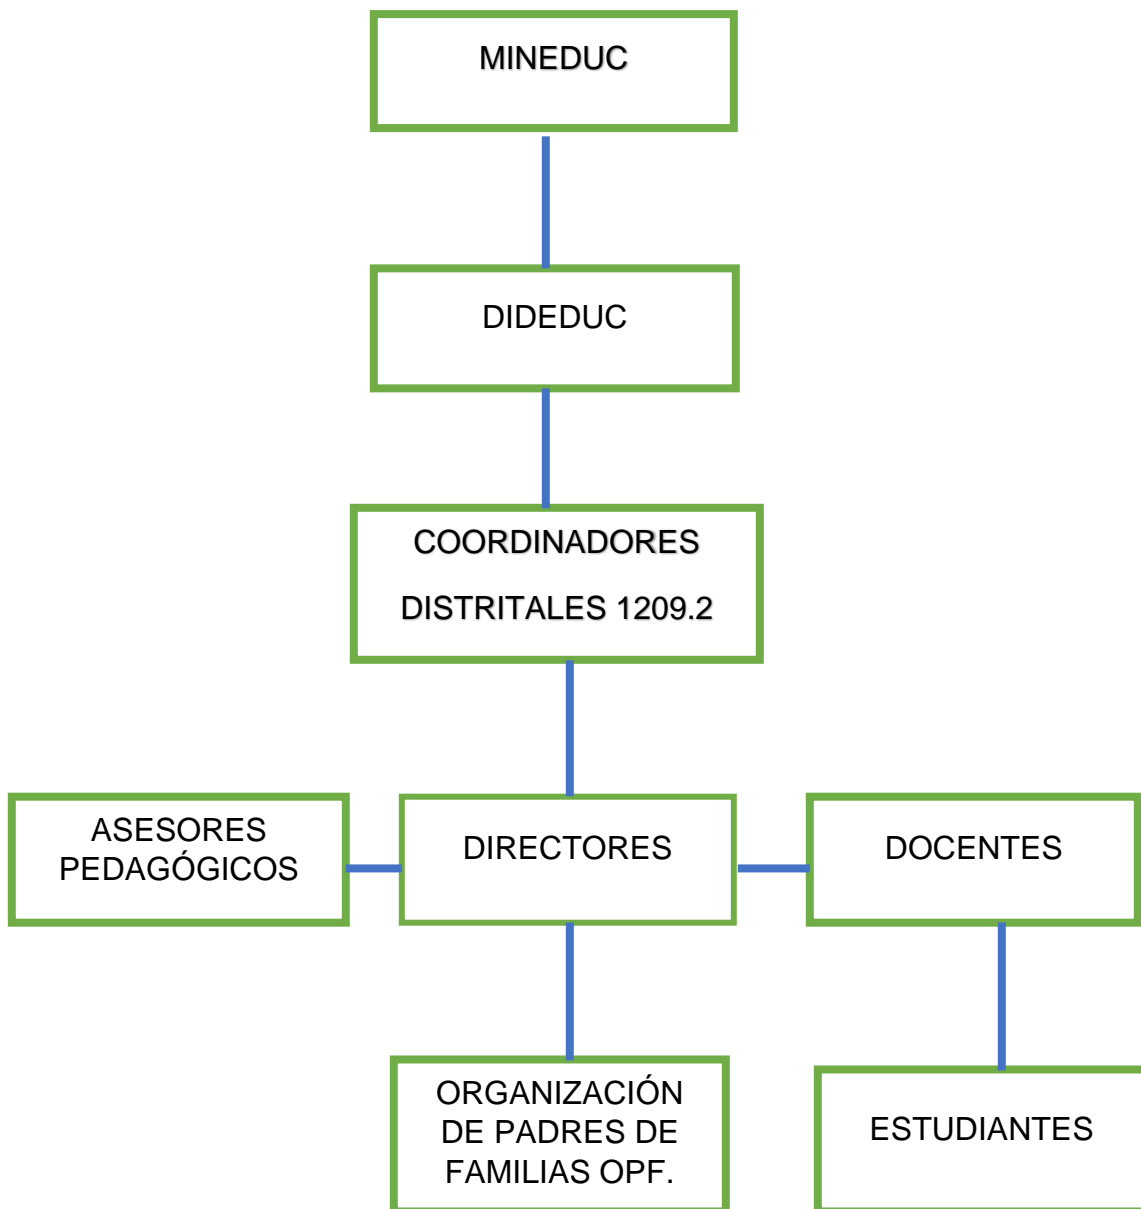 MINEDUC
DIDEDUC
COORDINADORES
DISTRITALES 1209.2
ASESORES
PEDAGÓGICOS
DIRECTORES
DOCENTES
ORGANIZACIÓN
DE PADRES DE
FAMILIAS OPF.
ESTUDIANTES